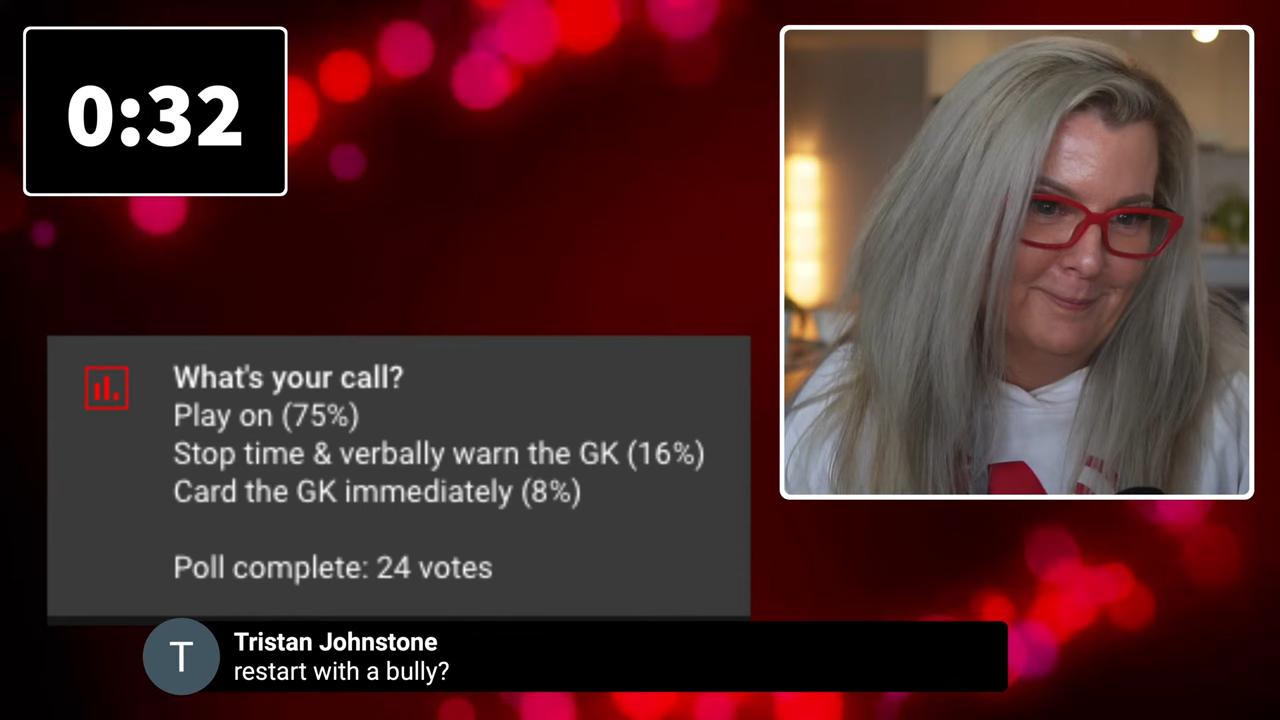 0:32
What's your call?
Play on (75%)
Stop time & verbally warn the GK (16%)
Card the GK immediately (8%)
Poll complete: 24 votes
T
Tristan Johnstone
restart with a bully?